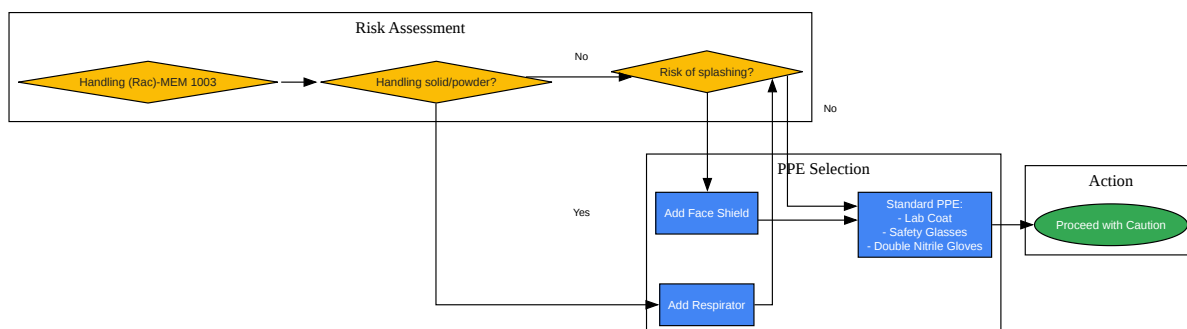 Risk Assessment
Handling (Rac)-MEM 1003
Handling solid/powder?
No
Risk of splashing?
No
PPE Selection
Add Face Shield
Standard PPE:
- Lab Coat
- Safety Glasses
- Double Nitrile Gloves
Action
Proceed with Caution
Yes
Add Respirator